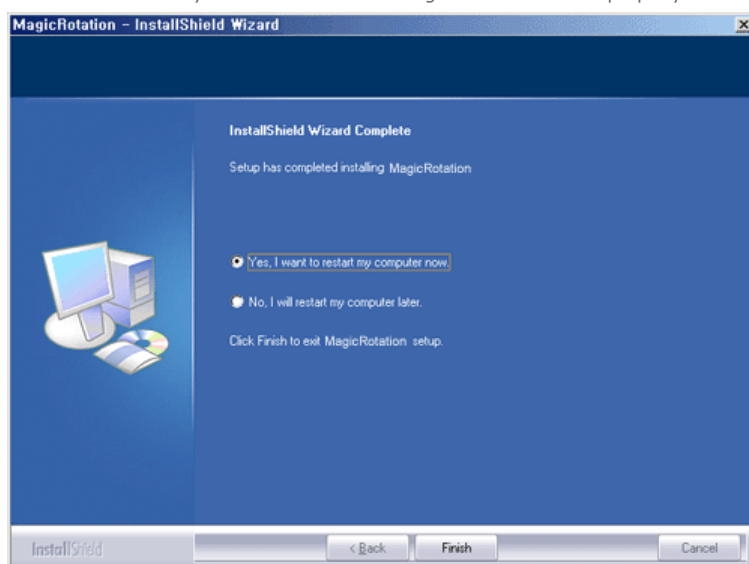 MagicRotation - InstallShield Wizard
InstallShield Wizard Complete
Setup has completed installing MagicRotation
Yes, I want to restart my computer now.
No, I will restart my computer later.
Click Finish to exit MagicRotation setup.
InstallShield
< Back Finish Cancel